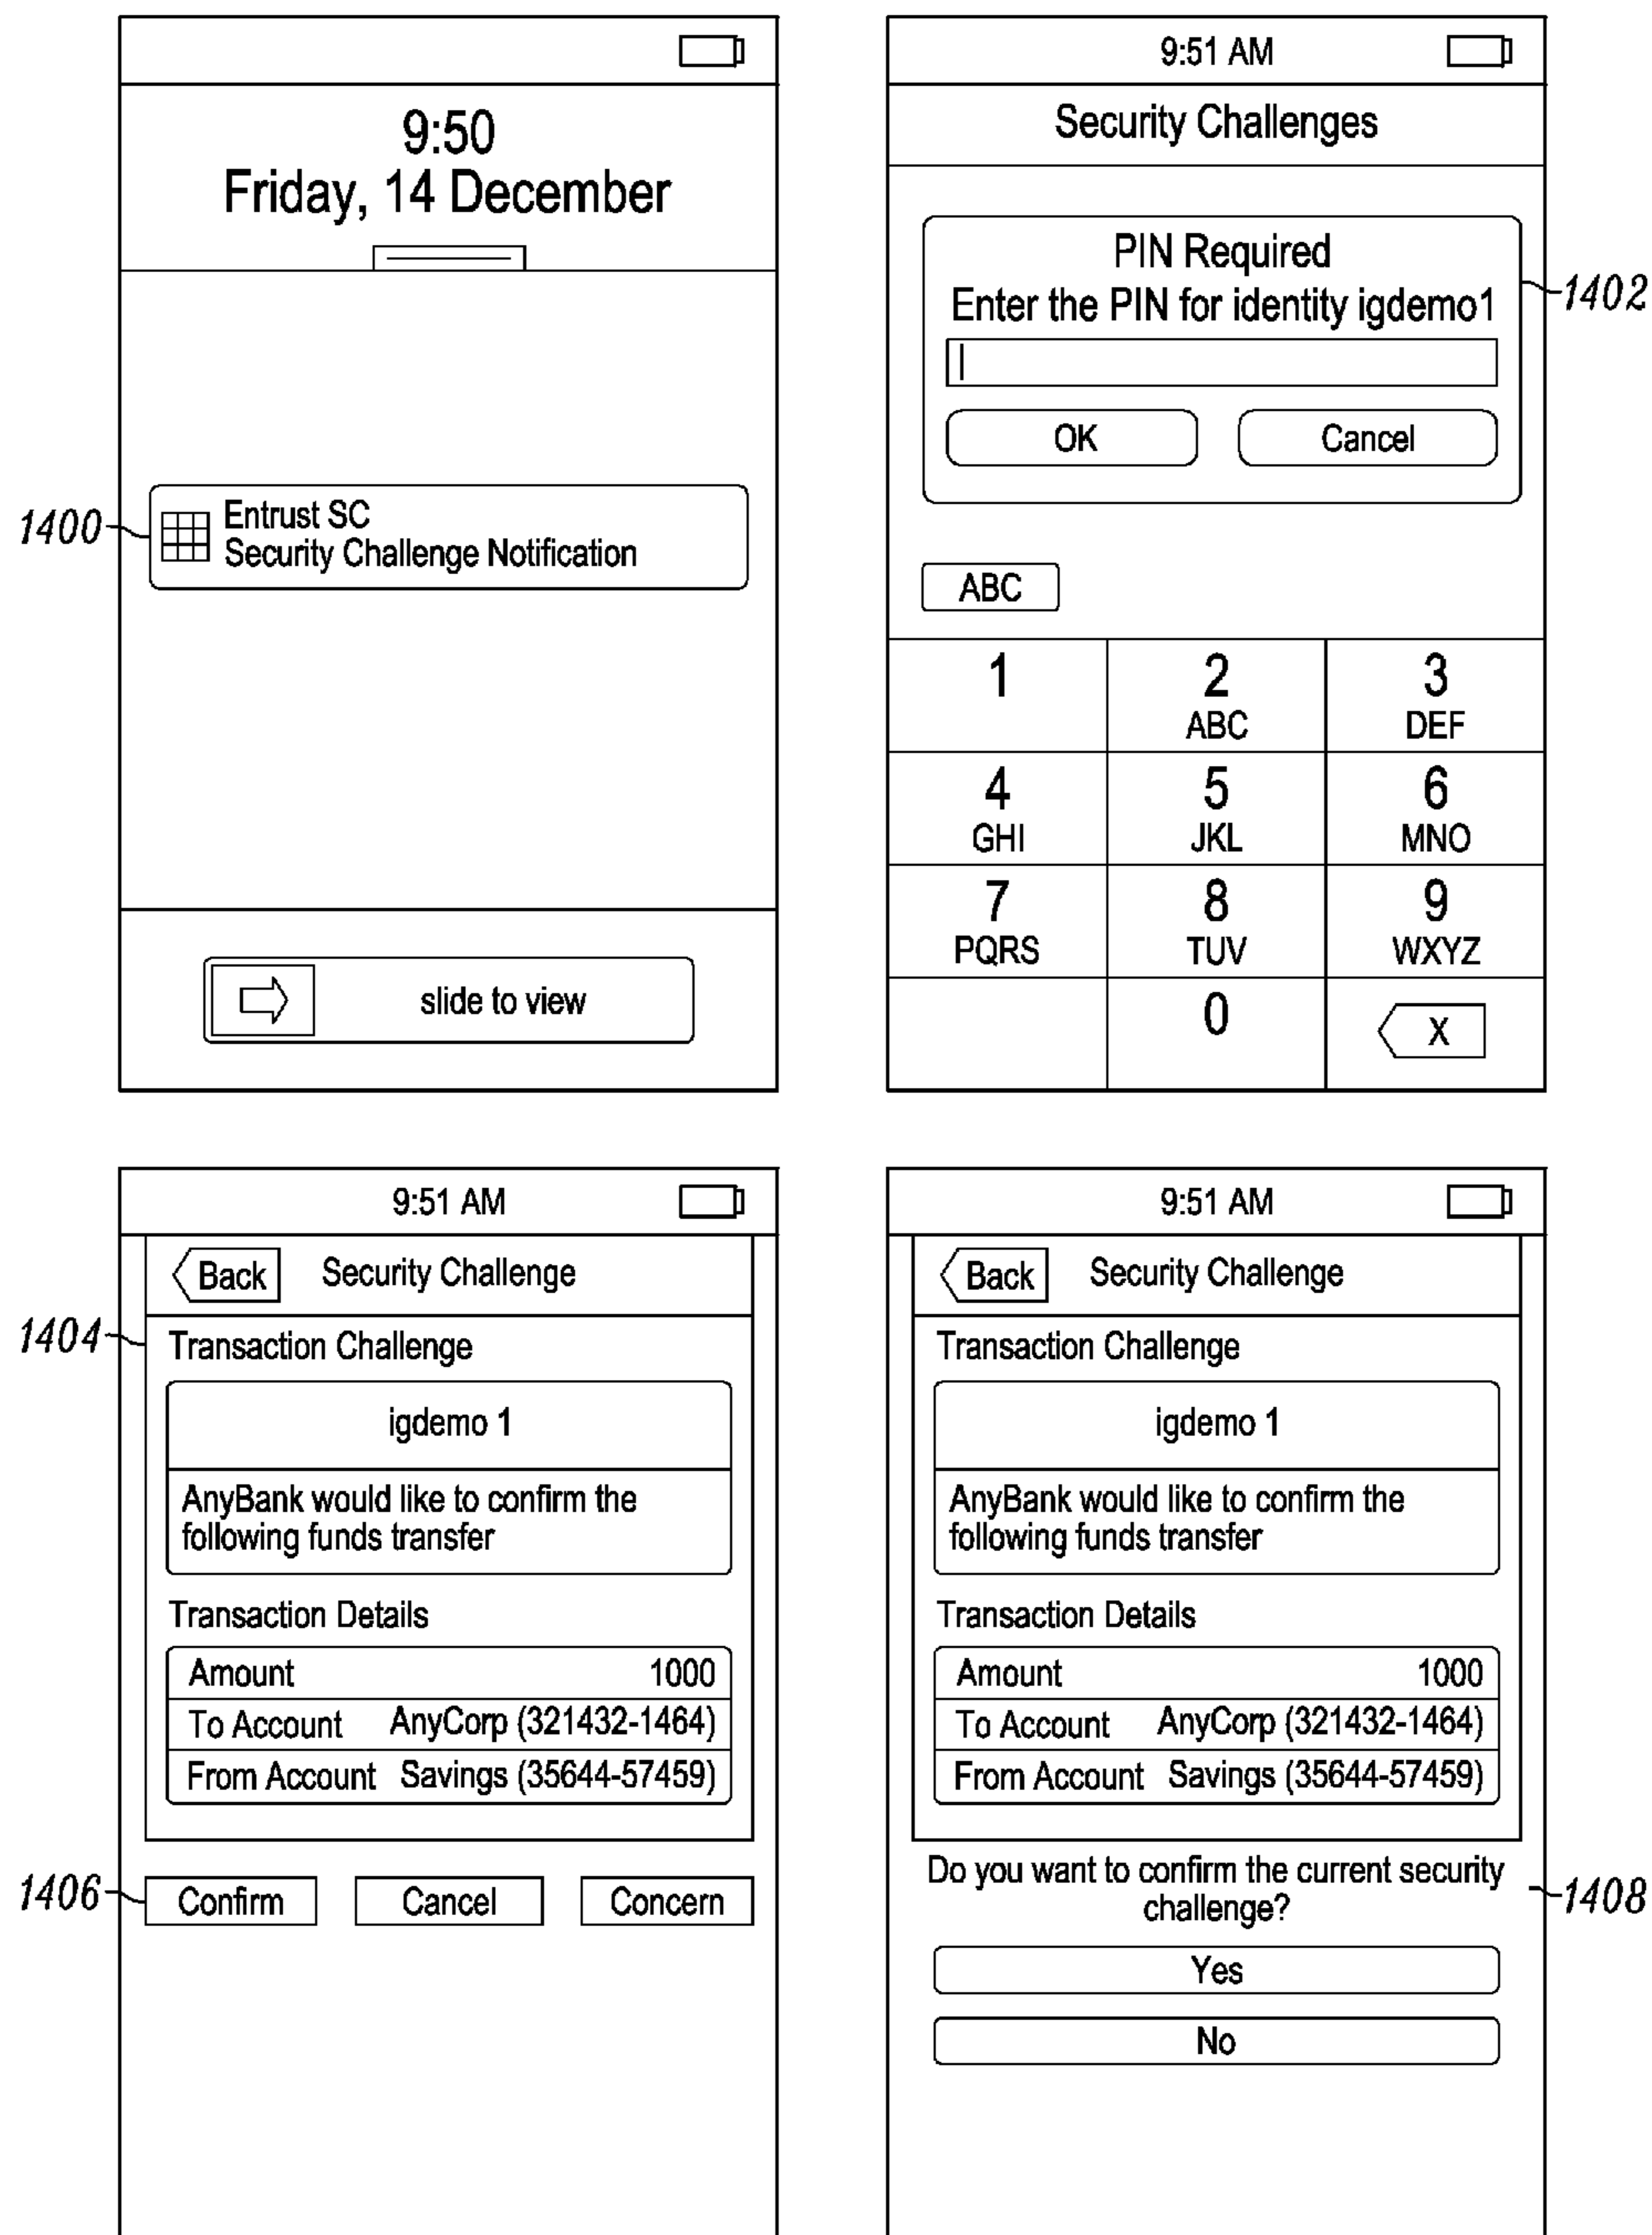 9:50
Friday, 14 December
1400
Entrust SC
Security Challenge Notification
slide to view
9:51 AM
Security Challenges
PIN Required
Enter the PIN for identity igdemo1
1402
OK Cancel
ABC
1 2 3
ABC DEF
4 5 6
GHI JKL MNO
7 8 9
PQRS TUV WXYZ
0 X
9:51 AM
Back Security Challenge
1404
Transaction Challenge
igdemo 1
AnyBank would like to confirm the
following funds transfer
Transaction Details
Amount 1000
To Account AnyCorp (321432-1464)
From Account Savings (35644-57459)
1406
Confirm Cancel Concern
9:51 AM
Back Security Challenge
Transaction Challenge
igdemo 1
AnyBank would like to confirm the
following funds transfer
Transaction Details
Amount 1000
To Account AnyCorp (321432-1464)
From Account Savings (35644-57459)
Do you want to confirm the current security
challenge?
1408
Yes
No